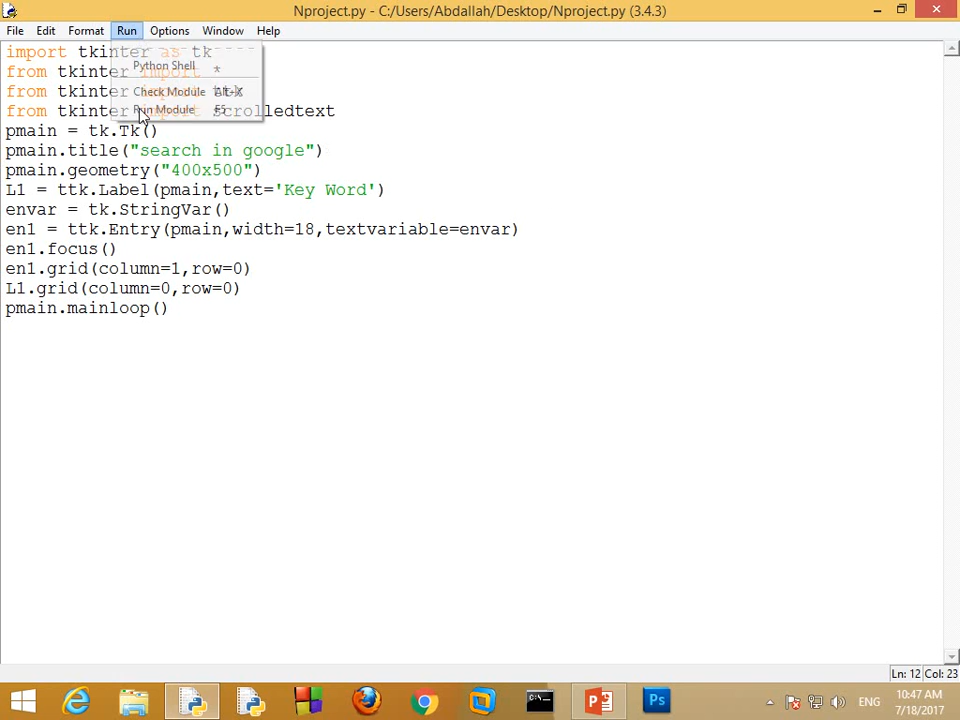 Nproject.py - C:/Users/Abdallah/Desktop/Nproject.py (3.4.3)
File Edit Format Run Options Window Help
import tkinter as tk
Python Shell
from tkinter import *
Check Module Alt+X
from tkinter import ttk
Run Module F5
from tkinter import scrolledtext
pmain = tk.Tk()
pmain.title("search in google")
pmain.geometry("400x500")
L1 = ttk.Label(pmain,text='Key Word')
envar = tk.StringVar()
en1 = ttk.Entry(pmain,width=18,textvariable=envar)
en1.focus()
en1.grid(column=1,row=0)
L1.grid(column=0,row=0)
pmain.mainloop()
Ln: 12 Col: 23
ENG
10:47 AM
7/18/2017